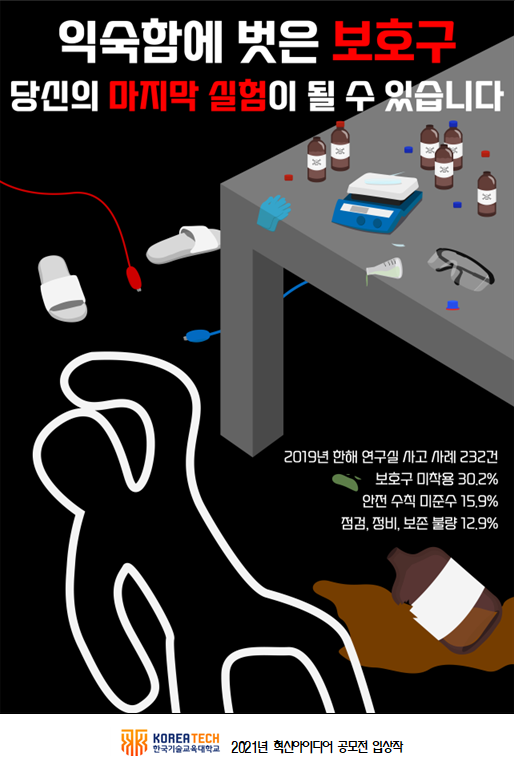 익숙함에 벗은 보호구
당신의 마지막 실험이 될 수 있습니다
2019년 한해 연구실 사고 사례 232건
보호구 미착용 30.2%
안전 수칙 미준수 15.9%
점검, 정비, 보존 불량 12.9%
KOREATECH
한국기술교육대학교
2021년 혁신아이디어 공모전 입상작